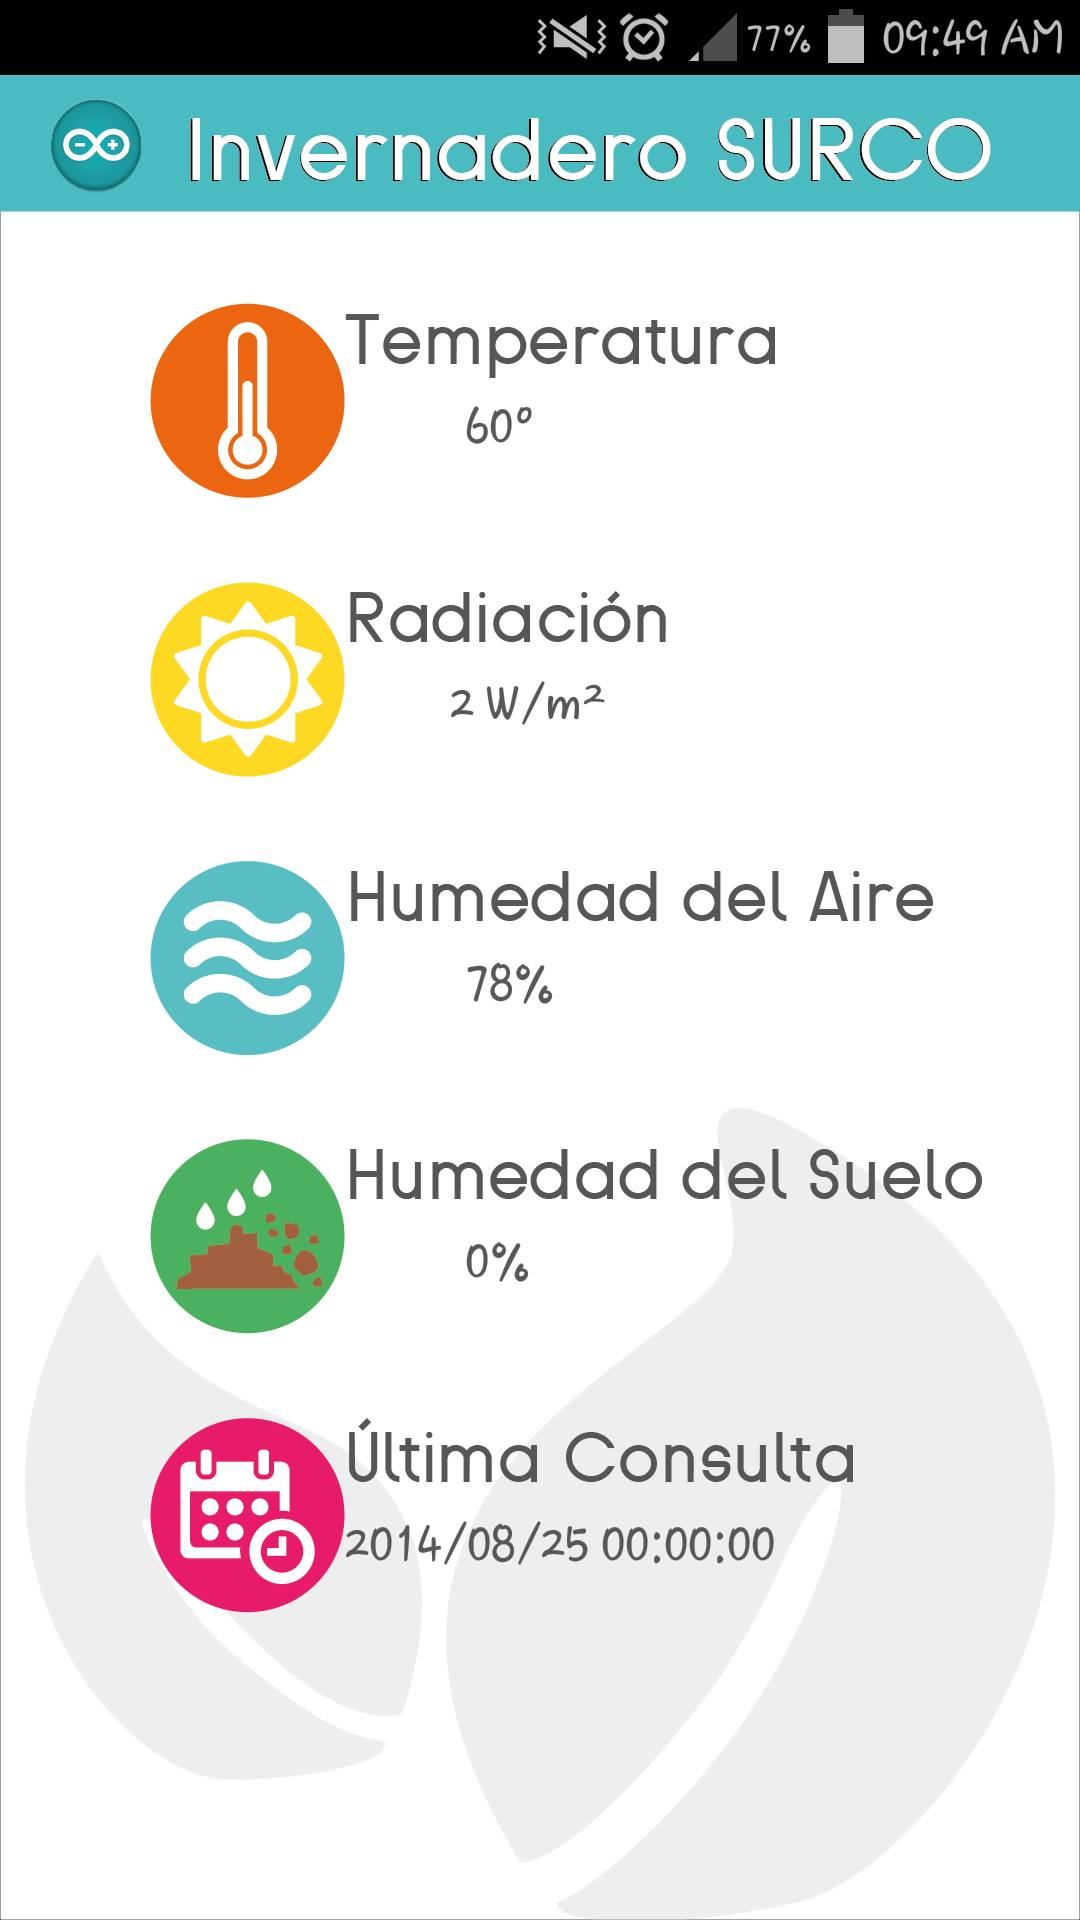 77% 09:49 AM
Invernadero SURCO
Temperatura
60°
Radiación
2 W/m²
Humedad del Aire
78%
Humedad del Suelo
0%
Última Consulta
2014/08/25 00:00:00